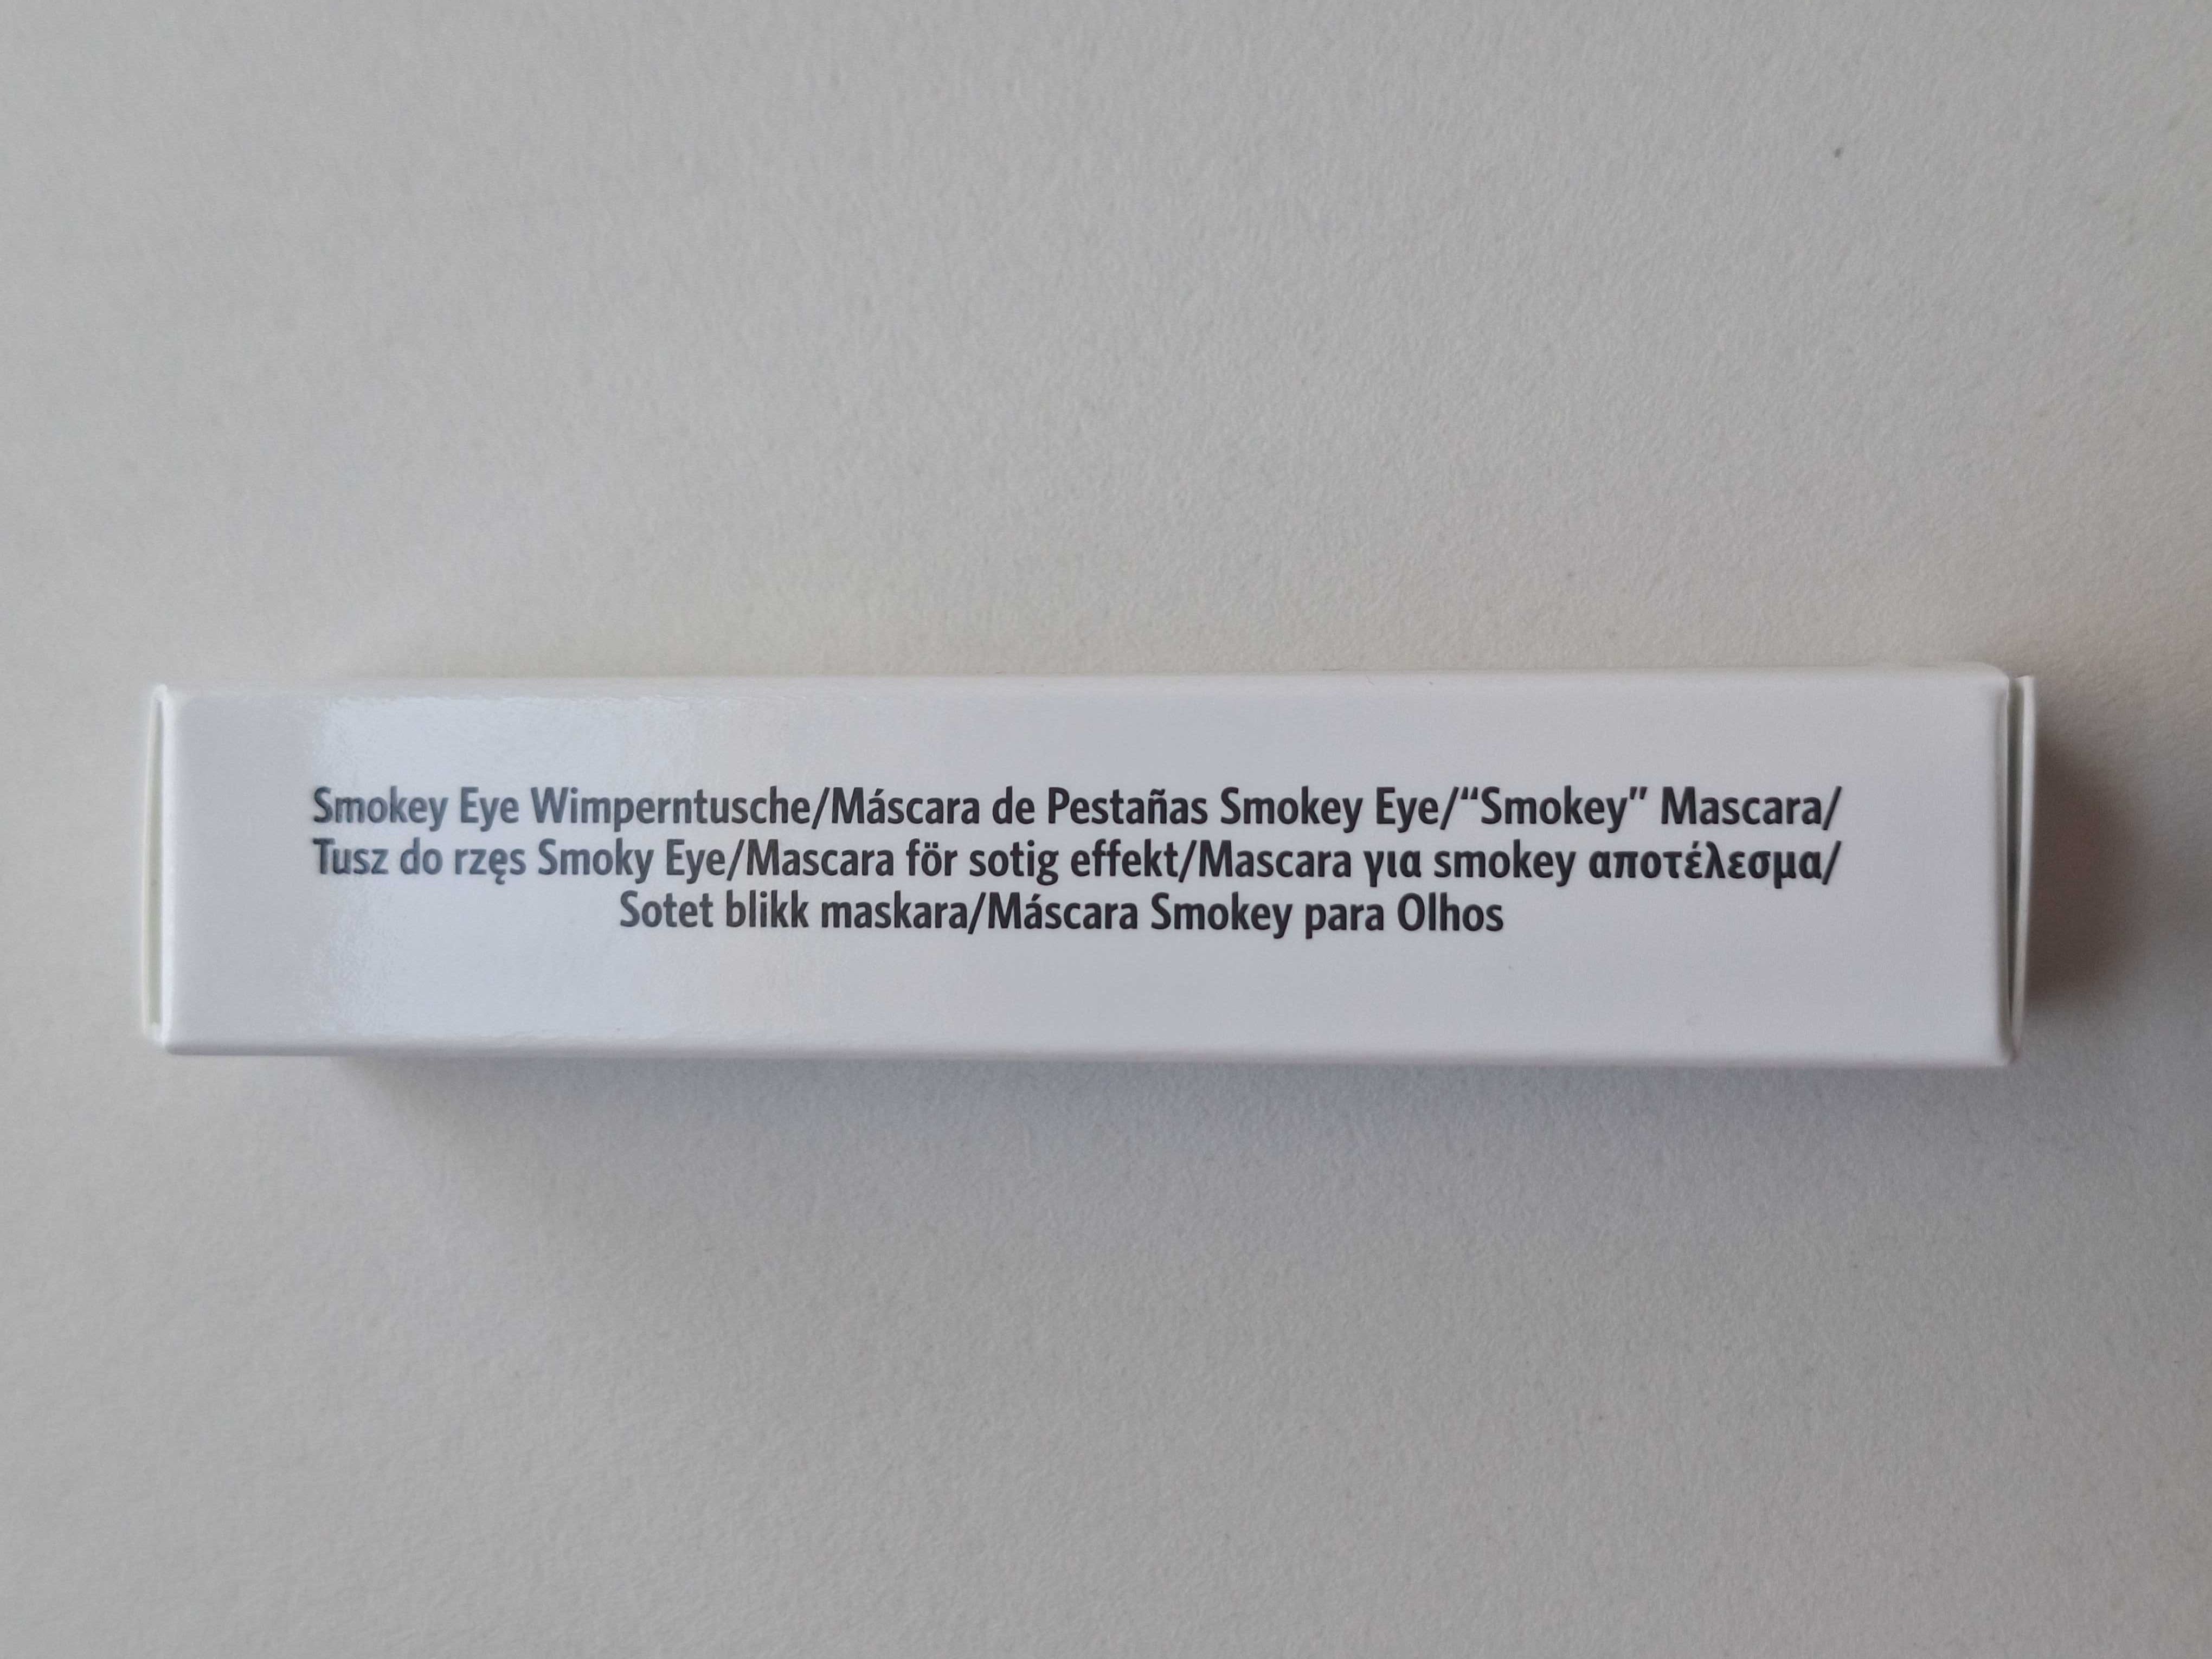 Smokey Eye Wimperntusche/Máscara de Pestañas Smokey Eye/“Smokey” Mascara/
Tusz do rzęs Smoky Eye/Mascara för sotig effekt/Mascara για smokey αποτέλεσμα/
Sotet blikk maskara/Máscara Smokey para Olhos